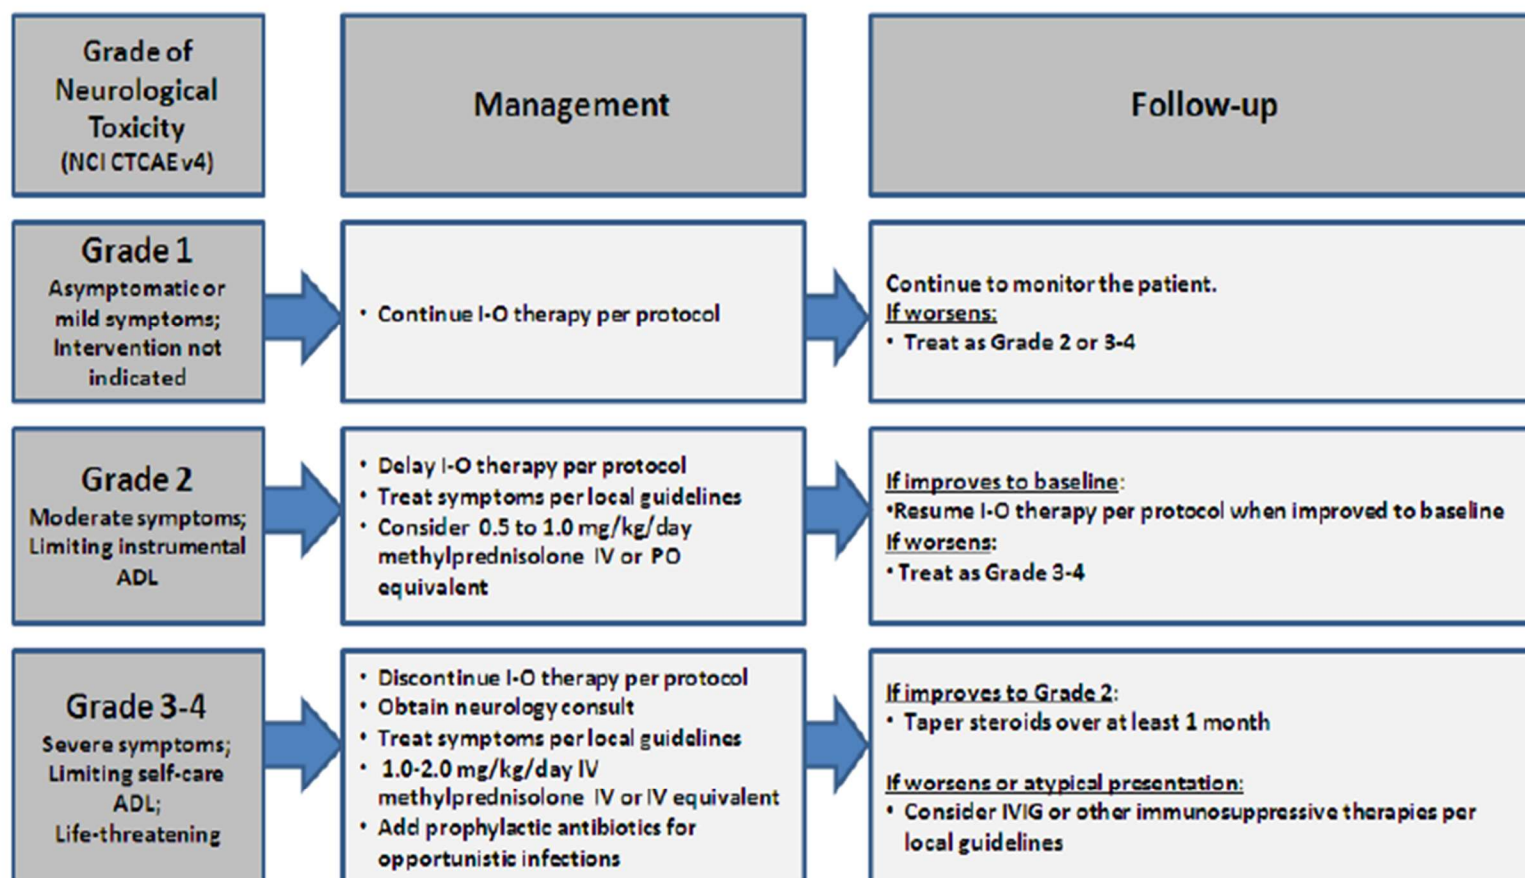 Grade of
Neurological
Toxicity
(NCI CTCAE v4)
Management
Follow-up
Grade 1
Asymptomatic or
mild symptoms;
Intervention not
indicated
• Continue I-O therapy per protocol
Continue to monitor the patient.
If worsens:
• Treat as Grade 2 or 3-4
Grade 2
Moderate symptoms;
Limiting instrumental
ADL
• Delay I-O therapy per protocol
• Treat symptoms per local guidelines
• Consider 0.5 to 1.0 mg/kg/day
methylprednisolone IV or PO
equivalent
If improves to baseline:
•Resume I-O therapy per protocol when improved to baseline
If worsens:
• Treat as Grade 3-4
Grade 3-4
Severe symptoms;
Limiting self-care
ADL;
Life-threatening
• Discontinue I-O therapy per protocol
• Obtain neurology consult
• Treat symptoms per local guidelines
• 1.0-2.0 mg/kg/day IV
methylprednisolone IV or IV equivalent
• Add prophylactic antibiotics for
opportunistic infections
If improves to Grade 2:
• Taper steroids over at least 1 month
If worsens or atypical presentation:
• Consider IVIG or other immunosuppressive therapies per
local guidelines